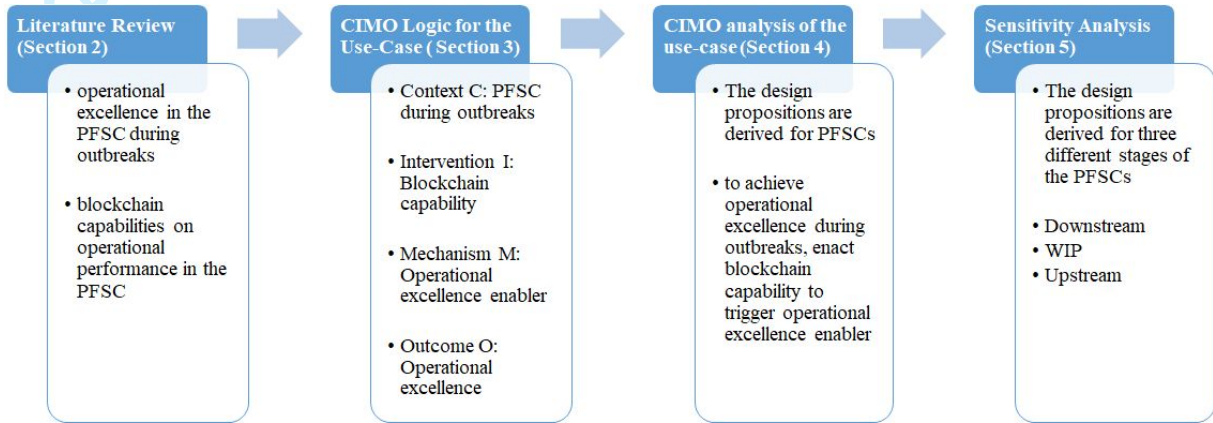 Literature Review
(Section 2)
• operational
excellence in the
PFSC during
outbreaks
• blockchain
capabilities on
operational
performance in the
PFSC
CIMO Logic for the
Use-Case ( Section 3)
• Context C: PFSC
during outbreaks
• Intervention I:
Blockchain
capability
• Mechanism M:
Operational
excellence enabler
• Outcome O:
Operational
excellence
CIMO analysis of the
use-case (Section 4)
• The design
propositions are
derived for PFSCs
• to achieve
operational
excellence during
outbreaks, enact
blockchain
capability to
trigger operational
excellence enabler
Sensitivity Analysis
(Section 5)
• The design
propositions are
derived for three
different stages of
the PFSCs
• Downstream
• WIP
• Upstream